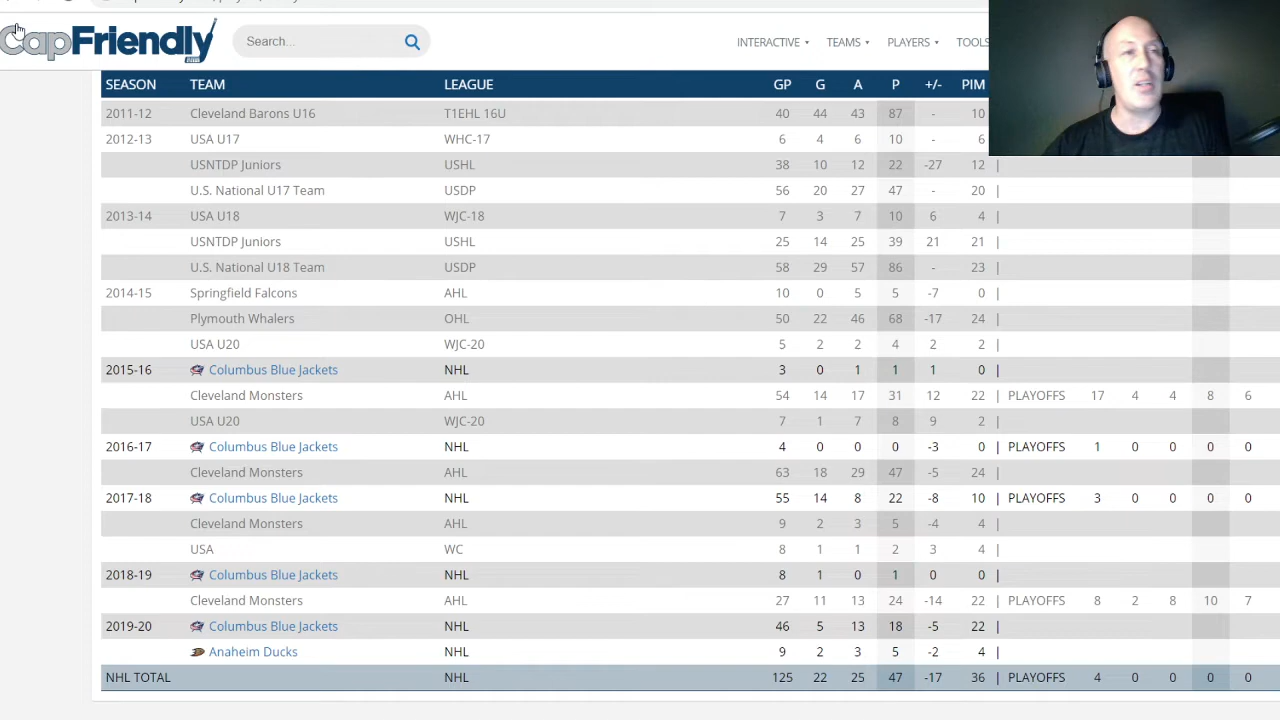 CapFriendly Search... INTERACTIVE TEAMS PLAYERS TOOLS
SEASON TEAM LEAGUE GP G A P +/- PIM
2011-12 Cleveland Barons U16 T1EHL 16U 40 44 43 87 - 10
2012-13 USA U17 WHC-17 6 4 6 10 - 6 |
USNTDP Juniors USHL 38 10 12 22 -27 12 |
U.S. National U17 Team USDP 56 20 27 47 - 20 |
2013-14 USA U18 WJC-18 7 3 7 10 6 4 |
USNTDP Juniors USHL 25 14 25 39 21 21 |
U.S. National U18 Team USDP 58 29 57 86 - 23 |
2014-15 Springfield Falcons AHL 10 0 5 5 -7 0 |
Plymouth Whalers OHL 50 22 46 68 -17 24 |
USA U20 WJC-20 5 2 2 4 2 2 |
2015-16 Columbus Blue Jackets NHL 3 0 1 1 1 0 |
Cleveland Monsters AHL 54 14 17 31 12 22 | PLAYOFFS 17 4 4 8 6
USA U20 WJC-20 7 1 7 8 9 2 |
2016-17 Columbus Blue Jackets NHL 4 0 0 0 -3 0 | PLAYOFFS 1 0 0 0 0
Cleveland Monsters AHL 63 18 29 47 -5 24 |
2017-18 Columbus Blue Jackets NHL 55 14 8 22 -8 10 | PLAYOFFS 3 0 0 0 0
Cleveland Monsters AHL 9 2 3 5 -4 4 |
USA WC 8 1 1 2 3 4 |
2018-19 Columbus Blue Jackets NHL 8 1 0 1 0 0 |
Cleveland Monsters AHL 27 11 13 24 -14 22 | PLAYOFFS 8 2 8 10 7
2019-20 Columbus Blue Jackets NHL 46 5 13 18 -5 22 |
Anaheim Ducks NHL 9 2 3 5 -2 4 |
NHL TOTAL NHL 125 22 25 47 -17 36 | PLAYOFFS 4 0 0 0 0